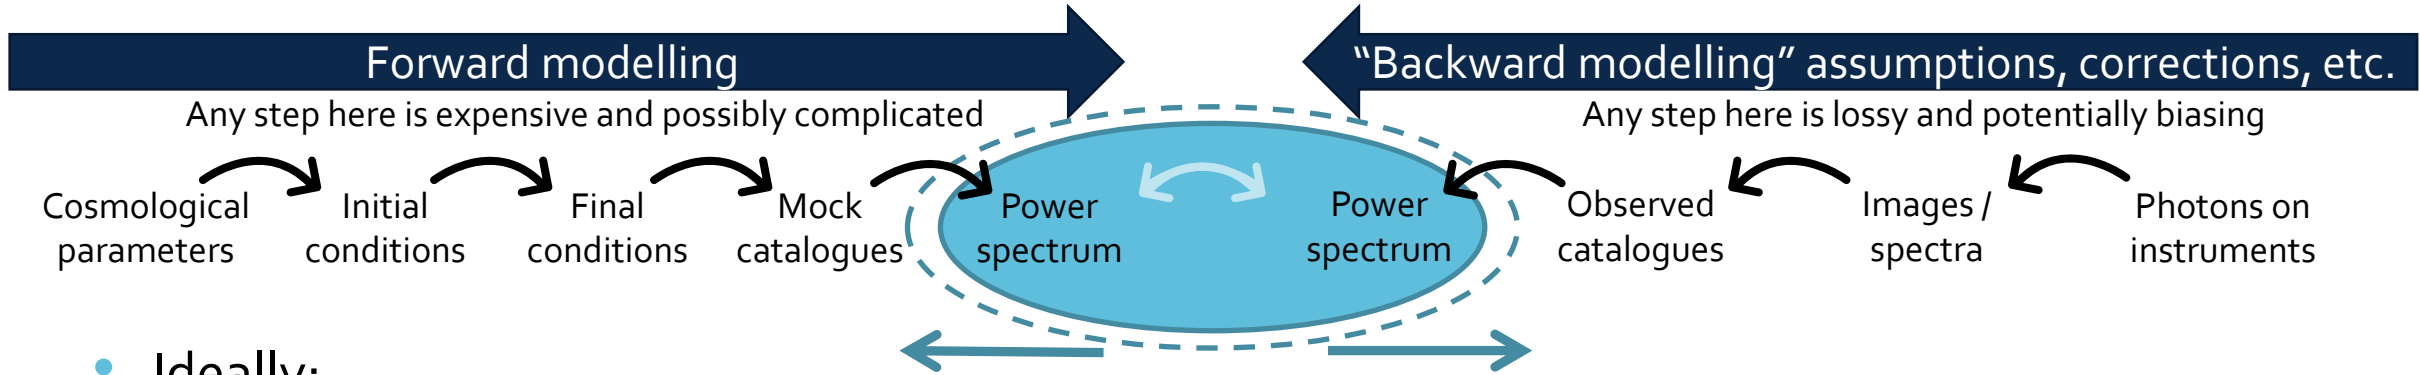 Forward modelling
“Backward modelling” assumptions, corrections, etc.
Any step here is expensive and possibly complicated
Any step here is lossy and potentially biasing
Cosmological
parameters
Initial
conditions
Final
conditions
Mock
catalogues
Power
spectrum
Power
spectrum
Observed
catalogues
Images /
spectra
Photons on
instruments
• Ideally: